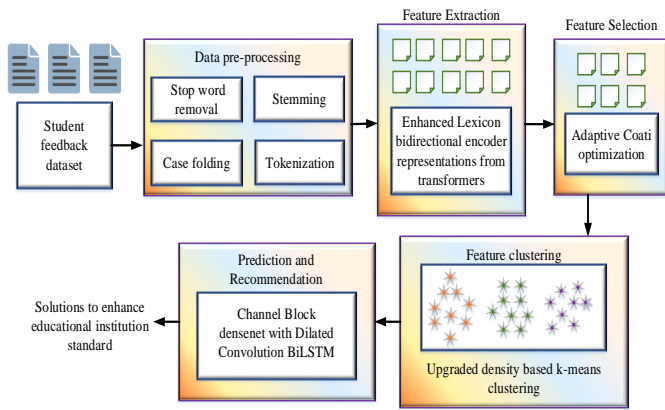 Feature Extraction
Feature Selection
Data pre-processing
Stop word
removal
Stemming
Case folding
Tokenization
Student
feedback
dataset
Enhanced Lexicon
bidirectional encoder
representations from
transformers
Adaptive Coati
optimization
Feature clustering
Upgraded density based k-means
clustering
Prediction and
Recommendation
Channel Block
densenet with Dilated
Convolution BiLSTM
Solutions to enhance
educational institution
standard